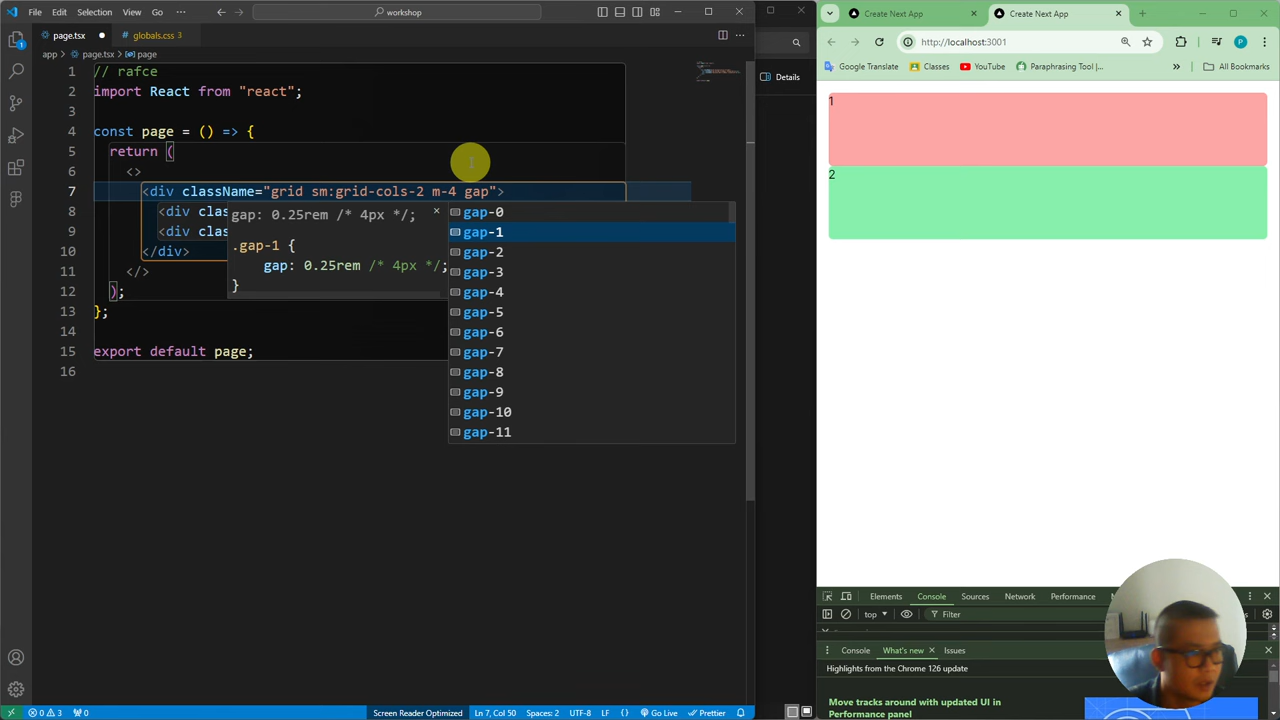 File Edit Selection View Go ···
workshop
page.tsx
globals.css 3
app > page.tsx > page
1 // rafce
2 import React from "react";
3
4 const page = () => {
5 return (
6 <>
7 <div className="grid sm:grid-cols-2 m-4 gap">
8 <div clas
9 <div clas
10 </div>
11 </>
12 );
13 };
14
15 export default page;
16
gap: 0.25rem /* 4px */;
.gap-1 {
gap: 0.25rem /* 4px */;
}
gap-0
gap-1
gap-2
gap-3
gap-4
gap-5
gap-6
gap-7
gap-8
gap-9
gap-10
gap-11
1
0 3 0 Screen Reader Optimized Ln 7, Col 50 Spaces: 2 UTF-8 LF {} Go Live Prettier
Details
Create Next App
Create Next App
http://localhost:3001
Google Translate Classes YouTube Paraphrasing Tool |... » All Bookmarks
1
2
Elements Console Sources Network Performance
top Filter
Console What's new Issues
Highlights from the Chrome 126 update
Move tracks around with updated UI in
Performance panel